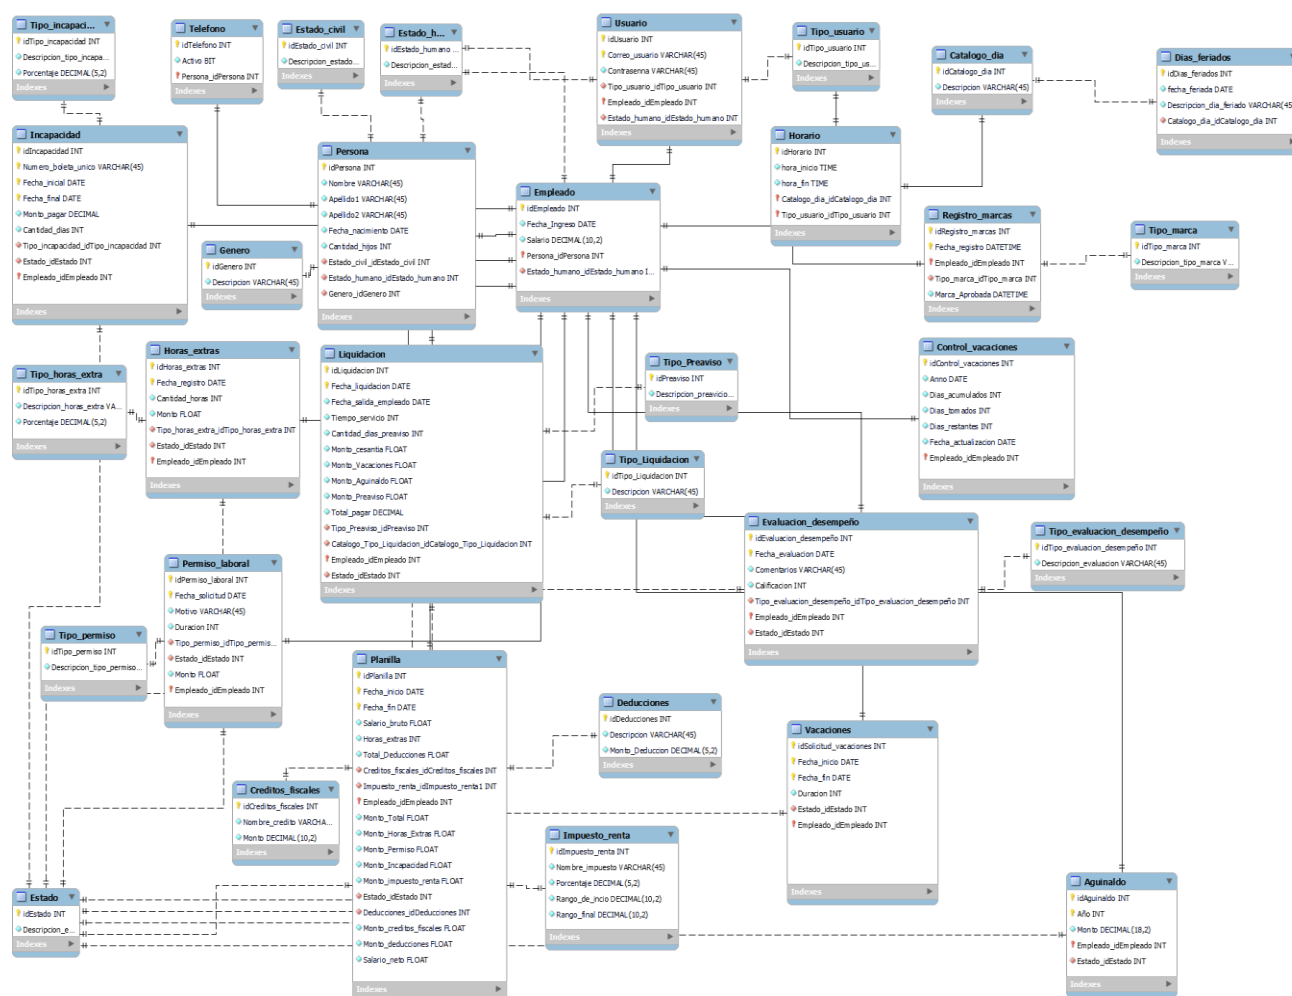 Tipo_incapaci...
idTipo_incapacidad INT
Descripcion_tipo_incapa...
Porcentaje DECIMAL(5,2)
Indexes
Telefono
idTelefono INT
Activo BIT
Persona_idPersona INT
Indexes
Estado_civil
idEstado_civil INT
Descripcion_estado...
Indexes
Estado_h...
idEstado_humano ...
Descripcion_estad...
Indexes
Usuario
idUsuario INT
Correo_usuario VARCHAR(45)
Contrasenna VARCHAR(45)
Tipo_usuario_idTipo_usuario INT
Empleado_idEmpleado INT
Estado_humano_idEstado_humano INT
Indexes
Tipo_usuario
idTipo_usuario INT
Descripcion_tipo_us...
Indexes
Catalogo_dia
idCatalogo_dia INT
Descripcion VARCHAR(45)
Indexes
Dias_feriados
idDias_feriados INT
fecha_feriada DATE
Descripcion_dia_feriado VARCHAR(45)
Catalogo_dia_idCatalogo_dia INT
Indexes
Incapacidad
idIncapacidad INT
Numero_boleta_unico VARCHAR(45)
Fecha_inicial DATE
Fecha_final DATE
Monto_pagar DECIMAL
Cantidad_dias INT
Tipo_incapacidad_idTipo_incapacidad INT
Estado_idEstado INT
Empleado_idEmpleado INT
Indexes
Persona
idPersona INT
Nombre VARCHAR(45)
Apellido1 VARCHAR(45)
Apellido2 VARCHAR(45)
Fecha_nacimiento DATE
Cantidad_hijos INT
Estado_civil_idEstado_civil INT
Estado_humano_idEstado_humano INT
Genero_idGenero INT
Indexes
Empleado
idEmpleado INT
Fecha_Ingreso DATE
Salario DECIMAL(10,2)
Persona_idPersona INT
Estado_humano_idEstado_humano I...
Indexes
Horario
idHorario INT
hora_inicio TIME
hora_fin TIME
Catalogo_dia_idCatalogo_dia INT
Tipo_usuario_idTipo_usuario INT
Indexes
Genero
idGenero INT
Descripcion VARCHAR(45)
Indexes
Registro_marcas
idRegistro_marcas INT
Fecha_registro DATETIME
Empleado_idEmpleado INT
Tipo_marca_idTipo_marca INT
Marca_Aprobada DATETIME
Indexes
Tipo_marca
idTipo_marca INT
Descripcion_tipo_marca V...
Indexes
Tipo_horas_extra
idTipo_horas_extra INT
Descripcion_horas_extra VA...
Porcentaje DECIMAL(5,2)
Indexes
Horas_extras
idHoras_extras INT
Fecha_registro DATE
Cantidad_horas INT
Monto FLOAT
Tipo_horas_extra_idTipo_horas_extra INT
Estado_idEstado INT
Empleado_idEmpleado INT
Indexes
Liquidacion
idLiquidacion INT
Fecha_liquidacion DATE
Fecha_salida_empleado DATE
Tiempo_servicio INT
Cantidad_dias_preaviso INT
Monto_cesantia FLOAT
Monto_Vacaciones FLOAT
Monto_Aguinaldo FLOAT
Monto_Preaviso FLOAT
Total_pagar DECIMAL
Tipo_Preaviso_idPreaviso INT
Catalogo_Tipo_Liquidacion_idCatalogo_Tipo_Liquidacion INT
Empleado_idEmpleado INT
Estado_idEstado INT
Indexes
Tipo_Preaviso
idPreaviso INT
Descripcion_preavicio...
Indexes
Control_vacaciones
idControl_vacaciones INT
Anno DATE
Dias_acumulados INT
Dias_tomados INT
Dias_restantes INT
Fecha_actualizacion DATE
Empleado_idEmpleado INT
Indexes
Tipo_Liquidacion
idTipo_Liquidacion INT
Descripcion VARCHAR(45)
Indexes
Evaluacion_desempeño
idEvaluacion_desempeño INT
Fecha_evaluacion DATE
Comentarios VARCHAR(45)
Calificacion INT
Tipo_evaluacion_desempeño_idTipo_evaluacion_desempeño INT
Empleado_idEmpleado INT
Estado_idEstado INT
Indexes
Tipo_evaluacion_desempeño
idTipo_evaluacion_desempeño INT
Descripcion_evaluacion VARCHAR(45)
Indexes
Permiso_laboral
idPermiso_laboral INT
Fecha_solicitud DATE
Motivo VARCHAR(45)
Duracion INT
Tipo_permiso_idTipo_permis...
Estado_idEstado INT
Monto FLOAT
Empleado_idEmpleado INT
Indexes
Tipo_permiso
idTipo_permiso INT
Descripcion_tipo_permiso...
Indexes
Planilla
idPlanilla INT
Fecha_inicio DATE
Fecha_fin DATE
Salario_bruto FLOAT
Horas_extras INT
Total_Deducciones FLOAT
Creditos_fiscales_idCreditos_fiscales INT
Impuesto_renta_idImpuesto_renta1 INT
Empleado_idEmpleado INT
Monto_Total FLOAT
Monto_Horas_Extras FLOAT
Monto_Permiso FLOAT
Monto_Incapacidad FLOAT
Monto_impuesto_renta FLOAT
Estado_idEstado INT
Deducciones_idDeducciones INT
Monto_creditos_fiscales FLOAT
Monto_deducciones FLOAT
Salario_neto FLOAT
Indexes
Deducciones
idDeducciones INT
Descripcion VARCHAR(45)
Monto_Deduccion DECIMAL(5,2)
Indexes
Vacaciones
idSolicitud_vacaciones INT
Fecha_inicio DATE
Fecha_fin DATE
Duracion INT
Estado_idEstado INT
Empleado_idEmpleado INT
Indexes
Creditos_fiscales
idCreditos_fiscales INT
Nombre_credito VARCHA...
Monto DECIMAL(10,2)
Indexes
Impuesto_renta
idImpuesto_renta INT
Nombre_impuesto VARCHAR(45)
Porcentaje DECIMAL(5,2)
Rango_de_incio DECIMAL(10,2)
Rango_final DECIMAL(10,2)
Indexes
Estado
idEstado INT
Descripcion_e...
Indexes
Aguinaldo
idAguinaldo INT
Año INT
Monto DECIMAL(18,2)
Empleado_idEmpleado INT
Estado_idEstado INT
Indexes